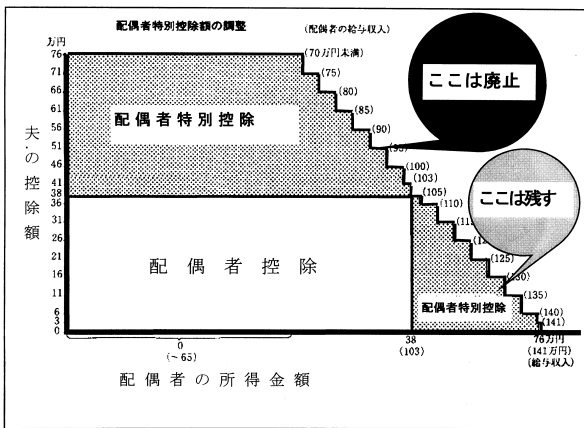 配偶者特別控除額の調整
(配偶者の給与収入)
万円
76
71
66
61
56
51
46
41
38
36
31
26
21
16
11
6
3
0
夫の控除額
(70万円未満)
(75)
(80)
(85)
(90)
(100)
(103)
(105)
(110)
(125)
(135)
(140)
(141)
ここは廃止
ここは残す
配偶者特別控除
配偶者控除
配偶者特別控除
0
(~65)
38
(103)
76万円
(141万円)
(給与収入)
配偶者の所得金額